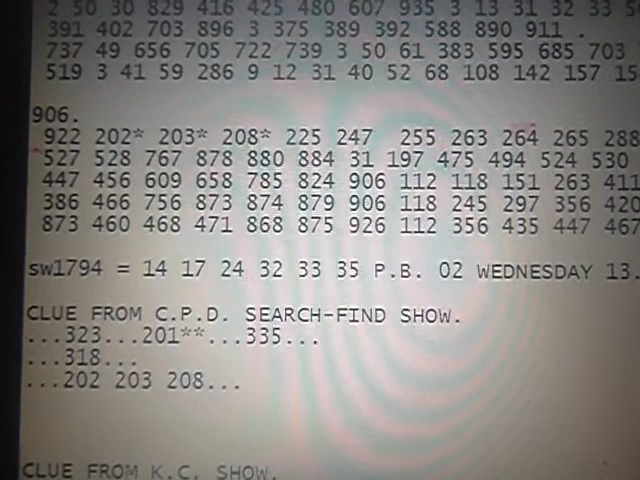 2 50 30 829 416 425 480 607 935 3 13 31 32 33
391 402 703 896 3 375 389 392 588 890 911 .
737 49 656 705 722 739 3 50 61 383 595 685 703
519 3 41 59 286 9 12 31 40 52 68 108 142 157 15
906.
922 202* 203* 208* 225 247 255 263 264 265 288
527 528 767 878 880 884 31 197 475 494 524 530
447 456 609 658 785 824 906 112 118 151 263 411
386 466 756 873 874 879 906 118 245 297 356 420
873 460 468 471 868 875 926 112 356 435 447 467
sw1794 = 14 17 24 32 33 35 P.B. 02 WEDNESDAY 13.
CLUE FROM C.P.D. SEARCH-FIND SHOW.
...323...201**...335...
...318...
...202 203 208...
CLUE FROM K.C. SHOW.